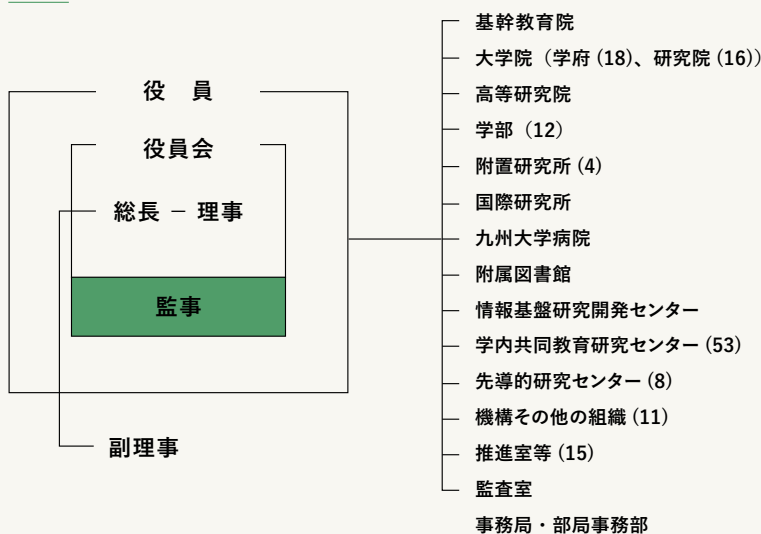 役　員
役員会
総長 － 理事
監事
副理事
基幹教育院
大学院（学府 (18)、研究院 (16)）
高等研究院
学部（12）
附置研究所 (4)
国際研究所
九州大学病院
附属図書館
情報基盤研究開発センター
学内共同教育研究センター (53)
先導的研究センター (8)
機構その他の組織 (11)
推進室等 (15)
監査室
事務局・部局事務部